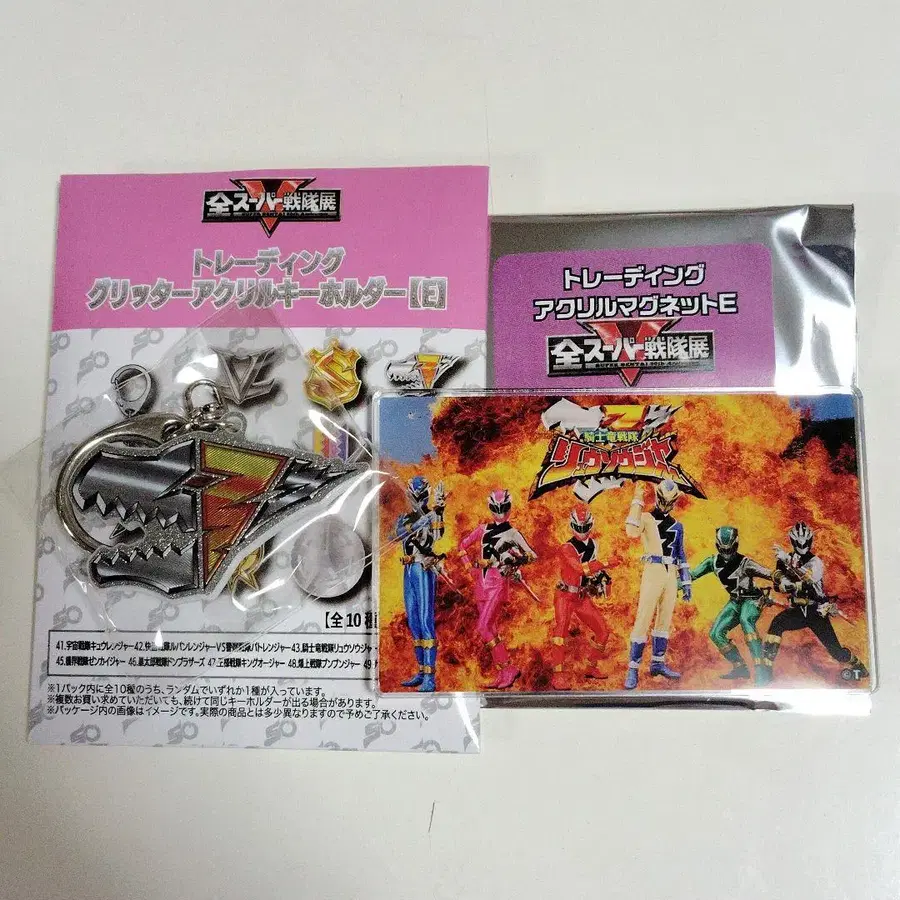 全スーパー戦隊展
トレーディング
グリッターアクリルキーホルダー【E】
【全10種
41.宇宙戦隊キュウレンジャー 42.快盗戦隊ルパンレンジャーVS警察戦隊パトレンジャー 43.騎士竜戦隊リュウソウジャー
45.機界戦隊ゼンカイジャー 46.暴太郎戦隊ドンブラザーズ 47.王様戦隊キングオージャー 48.爆上戦隊ブンブンジャー 49.
※1パック内に全10種のうち、ランダムでいずれか1種が入っています。
※複数お買い求めていただいても、続けて同じキーホルダーが出る場合があります。
※パッケージ内の画像はイメージです。実際の商品とは多少異なりますので予めご了承ください。
トレーディング
アクリルマグネットE
全スーパー戦隊展
騎士竜戦隊
リュウソウジャー
©T